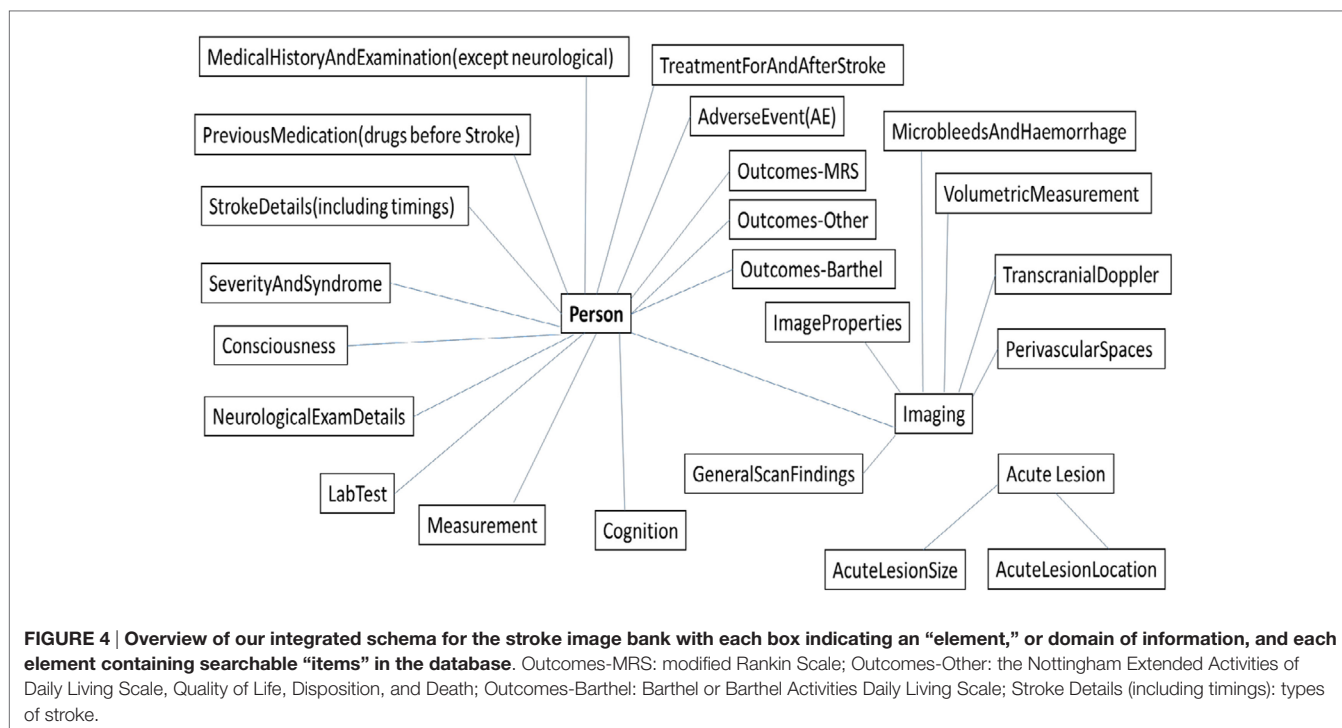 MedicalHistoryAndExamination(except neurological)
TreatmentForAndAfterStroke
AdverseEvent(AE)
MicrobleedsAndHaemorrhage
PreviousMedication(drugs before Stroke)
Outcomes-MRS
VolumetricMeasurement
StrokeDetails(including timings)
Outcomes-Other
Outcomes-Barthel
TranscranialDoppler
SeverityAndSyndrome
Person
ImageProperties
Consciousness
PerivascularSpaces
NeurologicalExamDetails
Imaging
GeneralScanFindings
Acute Lesion
LabTest
Measurement
Cognition
AcuteLesionSize
AcuteLesionLocation
FIGURE 4 | Overview of our integrated schema for the stroke image bank with each box indicating an “element,” or domain of information, and each
element containing searchable “items” in the database. Outcomes-MRS: modified Rankin Scale; Outcomes-Other: the Nottingham Extended Activities of
Daily Living Scale, Quality of Life, Disposition, and Death; Outcomes-Barthel: Barthel or Barthel Activities Daily Living Scale; Stroke Details (including timings): types
of stroke.